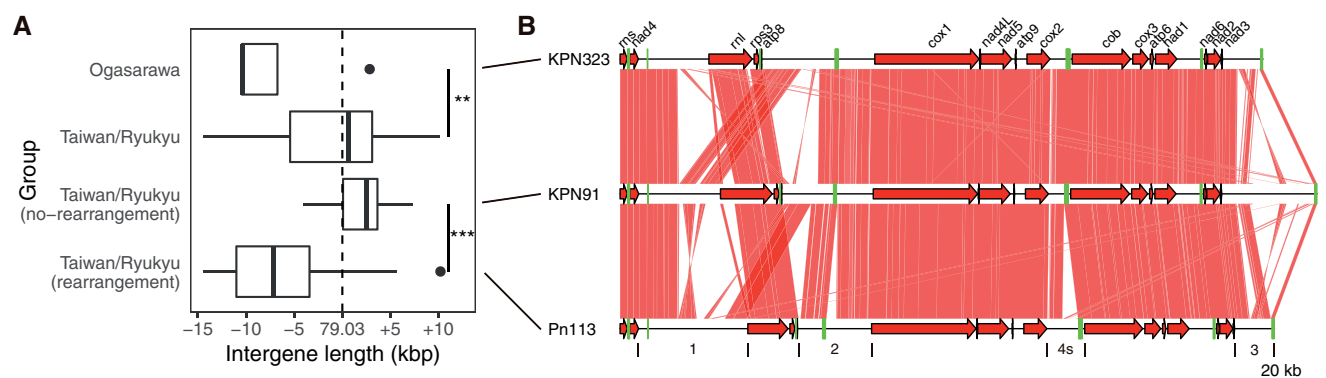 A
Group
Ogasarawa
Taiwan/Ryukyu
Taiwan/Ryukyu
(no−rearrangement)
Taiwan/Ryukyu
(rearrangement)
**
***
−15 −10 −5 79.03 +5 +10
Intergene length (kbp)
B
rns nad4 rnl rps3 atp8 cox1 nad4L nad5 atp9 cox2 cob cox3 atp6 nad1 nad6 nad2 nad3
KPN323
KPN91
Pn113
1 2 4s 3
20 kb